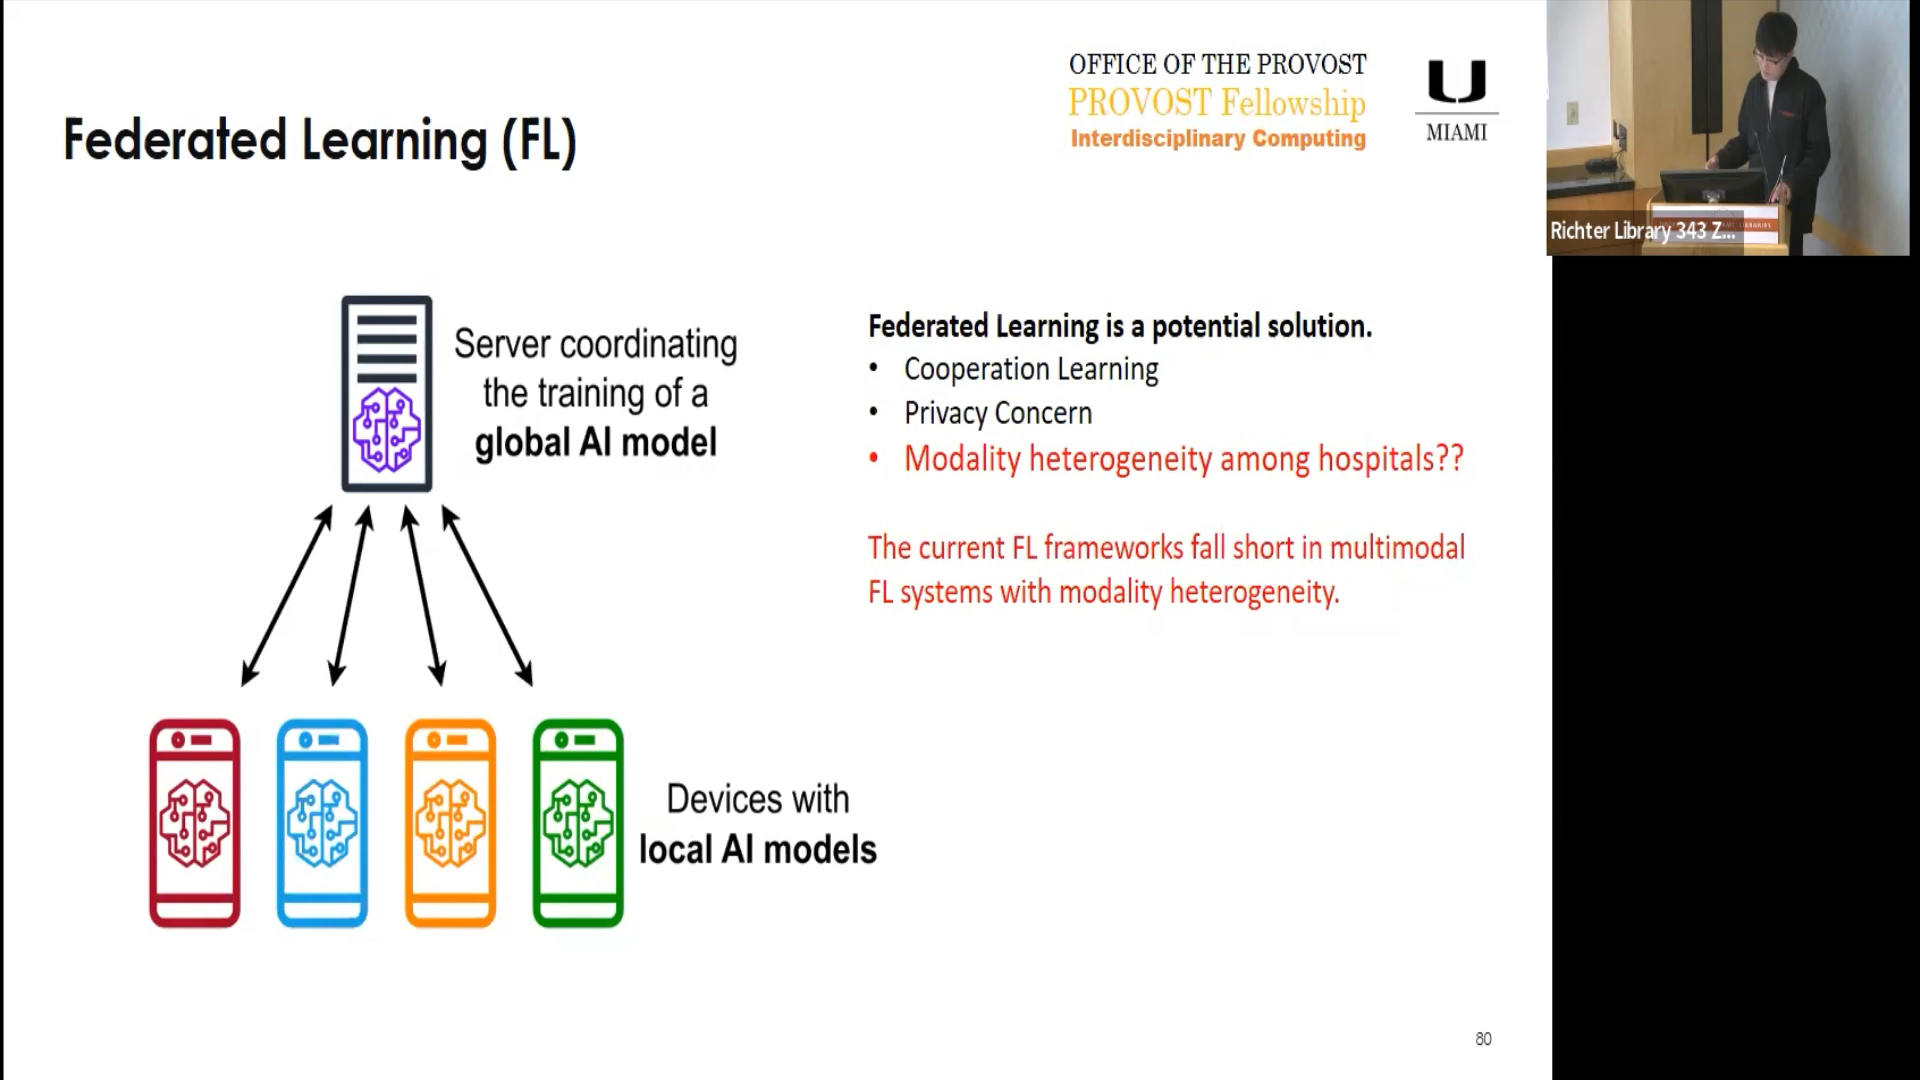 OFFICE OF THE PROVOST
PROVOST Fellowship
Interdisciplinary Computing
MIAMI
Federated Learning (FL)
Richter Library 343 Z...
Server coordinating
the training of a
global AI model
Federated Learning is a potential solution.
• Cooperation Learning
• Privacy Concern
• Modality heterogeneity among hospitals??
The current FL frameworks fall short in multimodal
FL systems with modality heterogeneity.
Devices with
local AI models
80